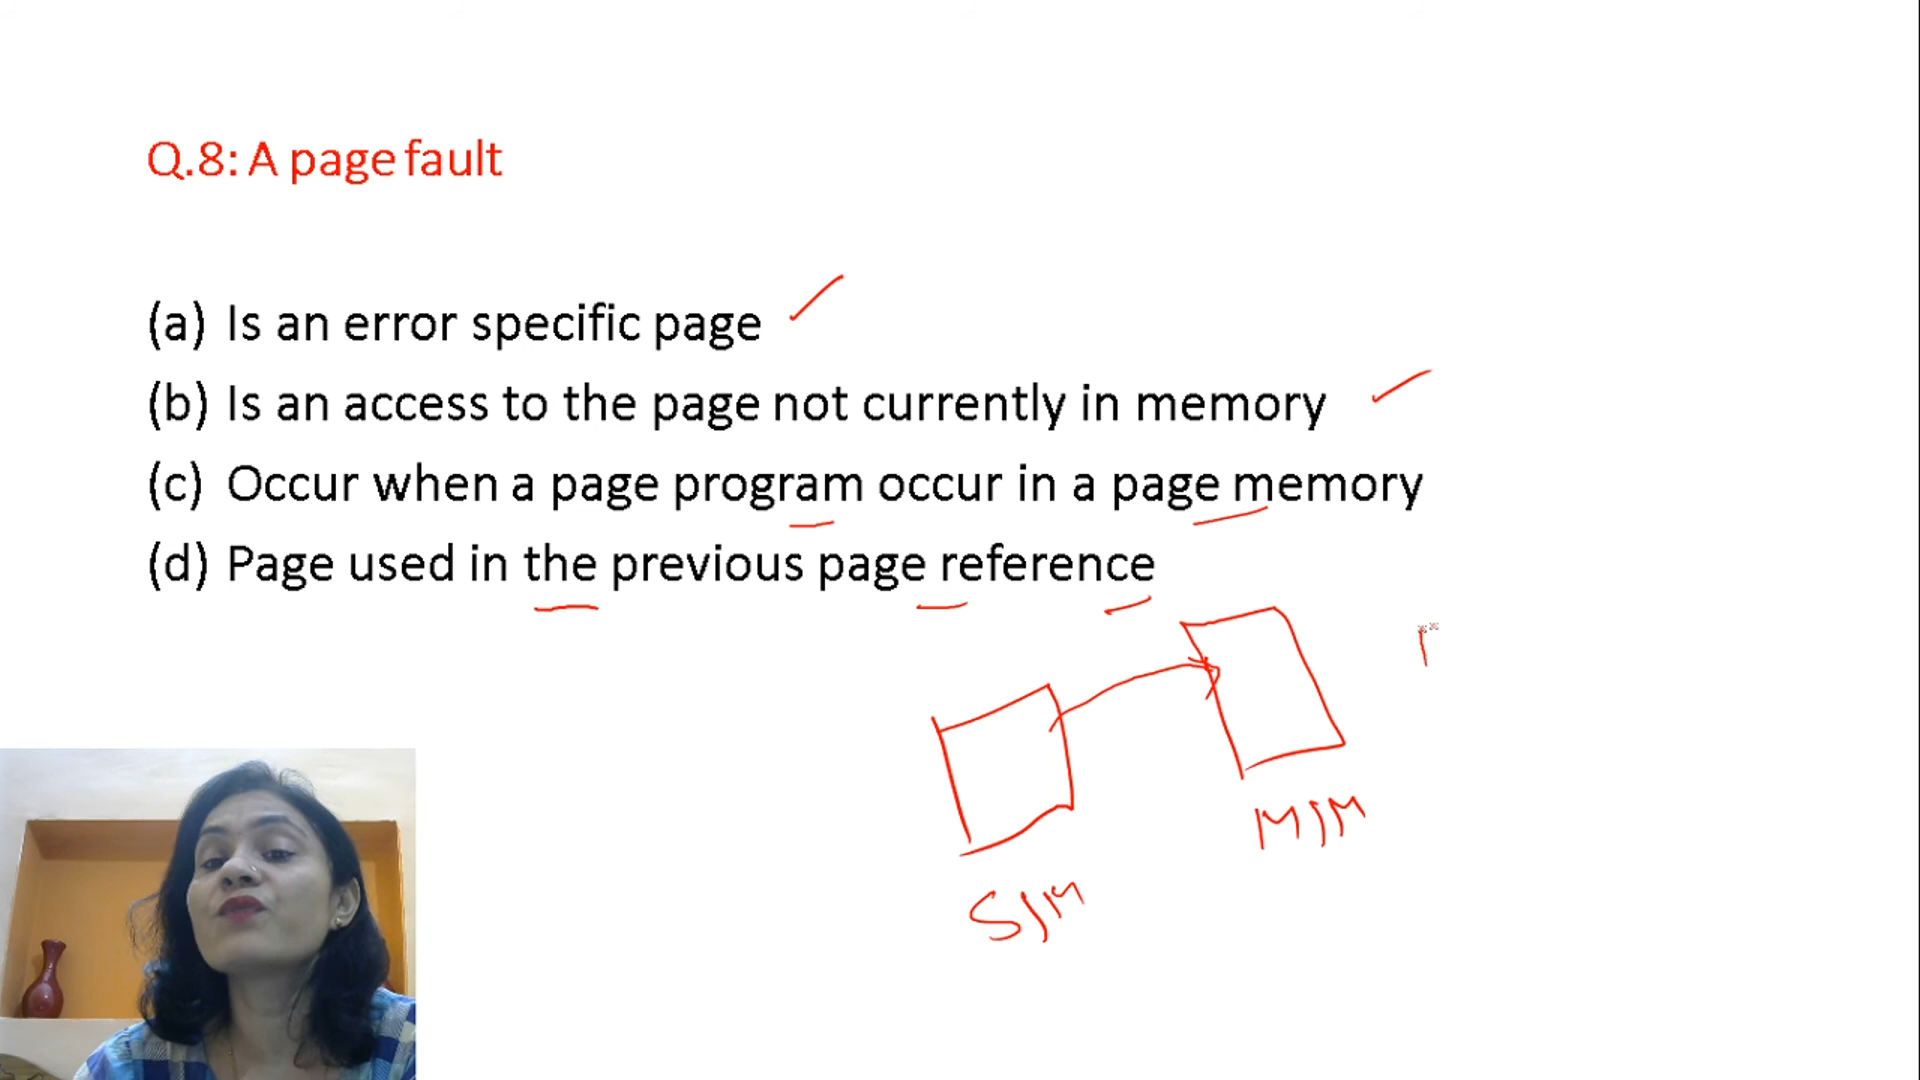 Q.8: A page fault
(a) Is an error specific page
(b) Is an access to the page not currently in memory
(c) Occur when a page program occur in a page memory
(d) Page used in the previous page reference
M/M
S/M